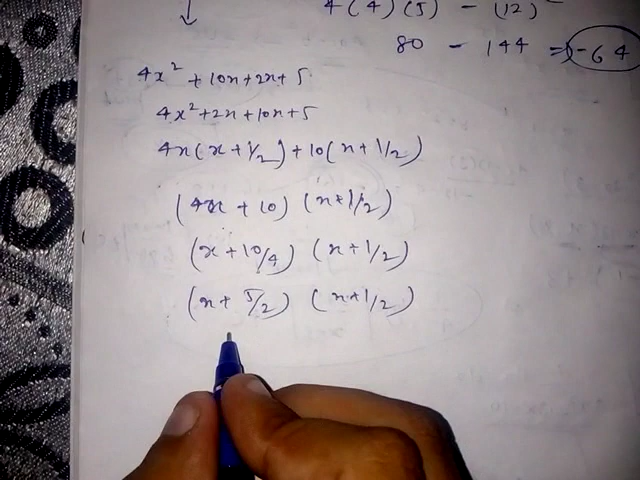 4(4)(5) - (12)
80 - 144 ⇒ -64
4x² + 10x + 2x + 5
4x² + 2x + 10x + 5
4x(x + 1/2) + 10(x + 1/2)
(4x + 10) (x + 1/2)
(x + 10/4) (x + 1/2)
(x + 5/2) (x + 1/2)